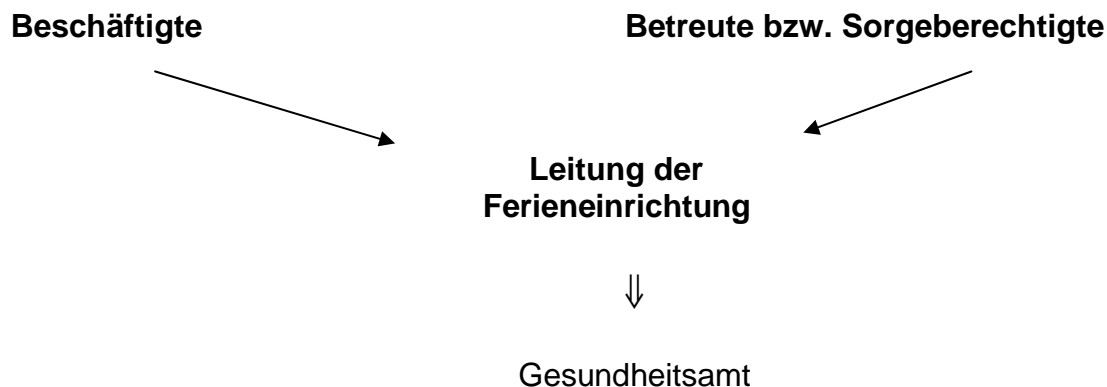 Beschäftigte
Betreute bzw. Sorgeberechtigte
Leitung der
Ferieneinrichtung
⇓
Gesundheitsamt